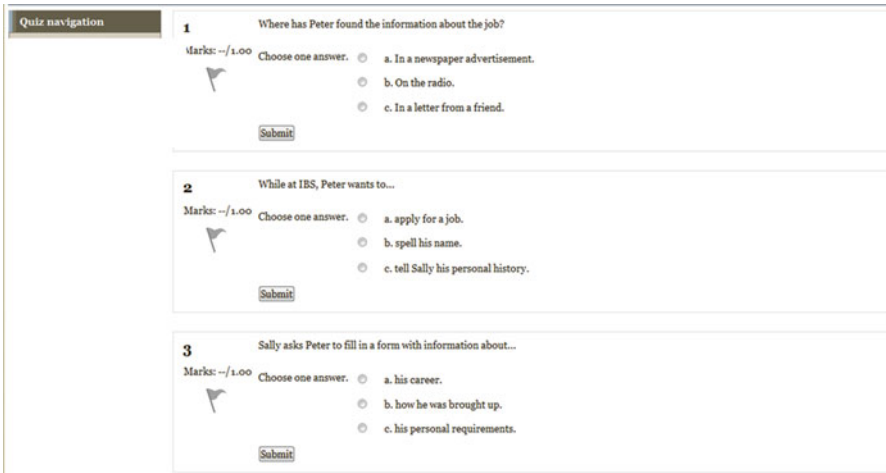 Quiz navigation
1
Where has Peter found the information about the job?
Marks: --/1.00
Choose one answer.
a. In a newspaper advertisement.
b. On the radio.
c. In a letter from a friend.
Submit
2
While at IBS, Peter wants to...
Marks: --/1.00
Choose one answer.
a. apply for a job.
b. spell his name.
c. tell Sally his personal history.
Submit
3
Sally asks Peter to fill in a form with information about...
Marks: --/1.00
Choose one answer.
a. his career.
b. how he was brought up.
c. his personal requirements.
Submit